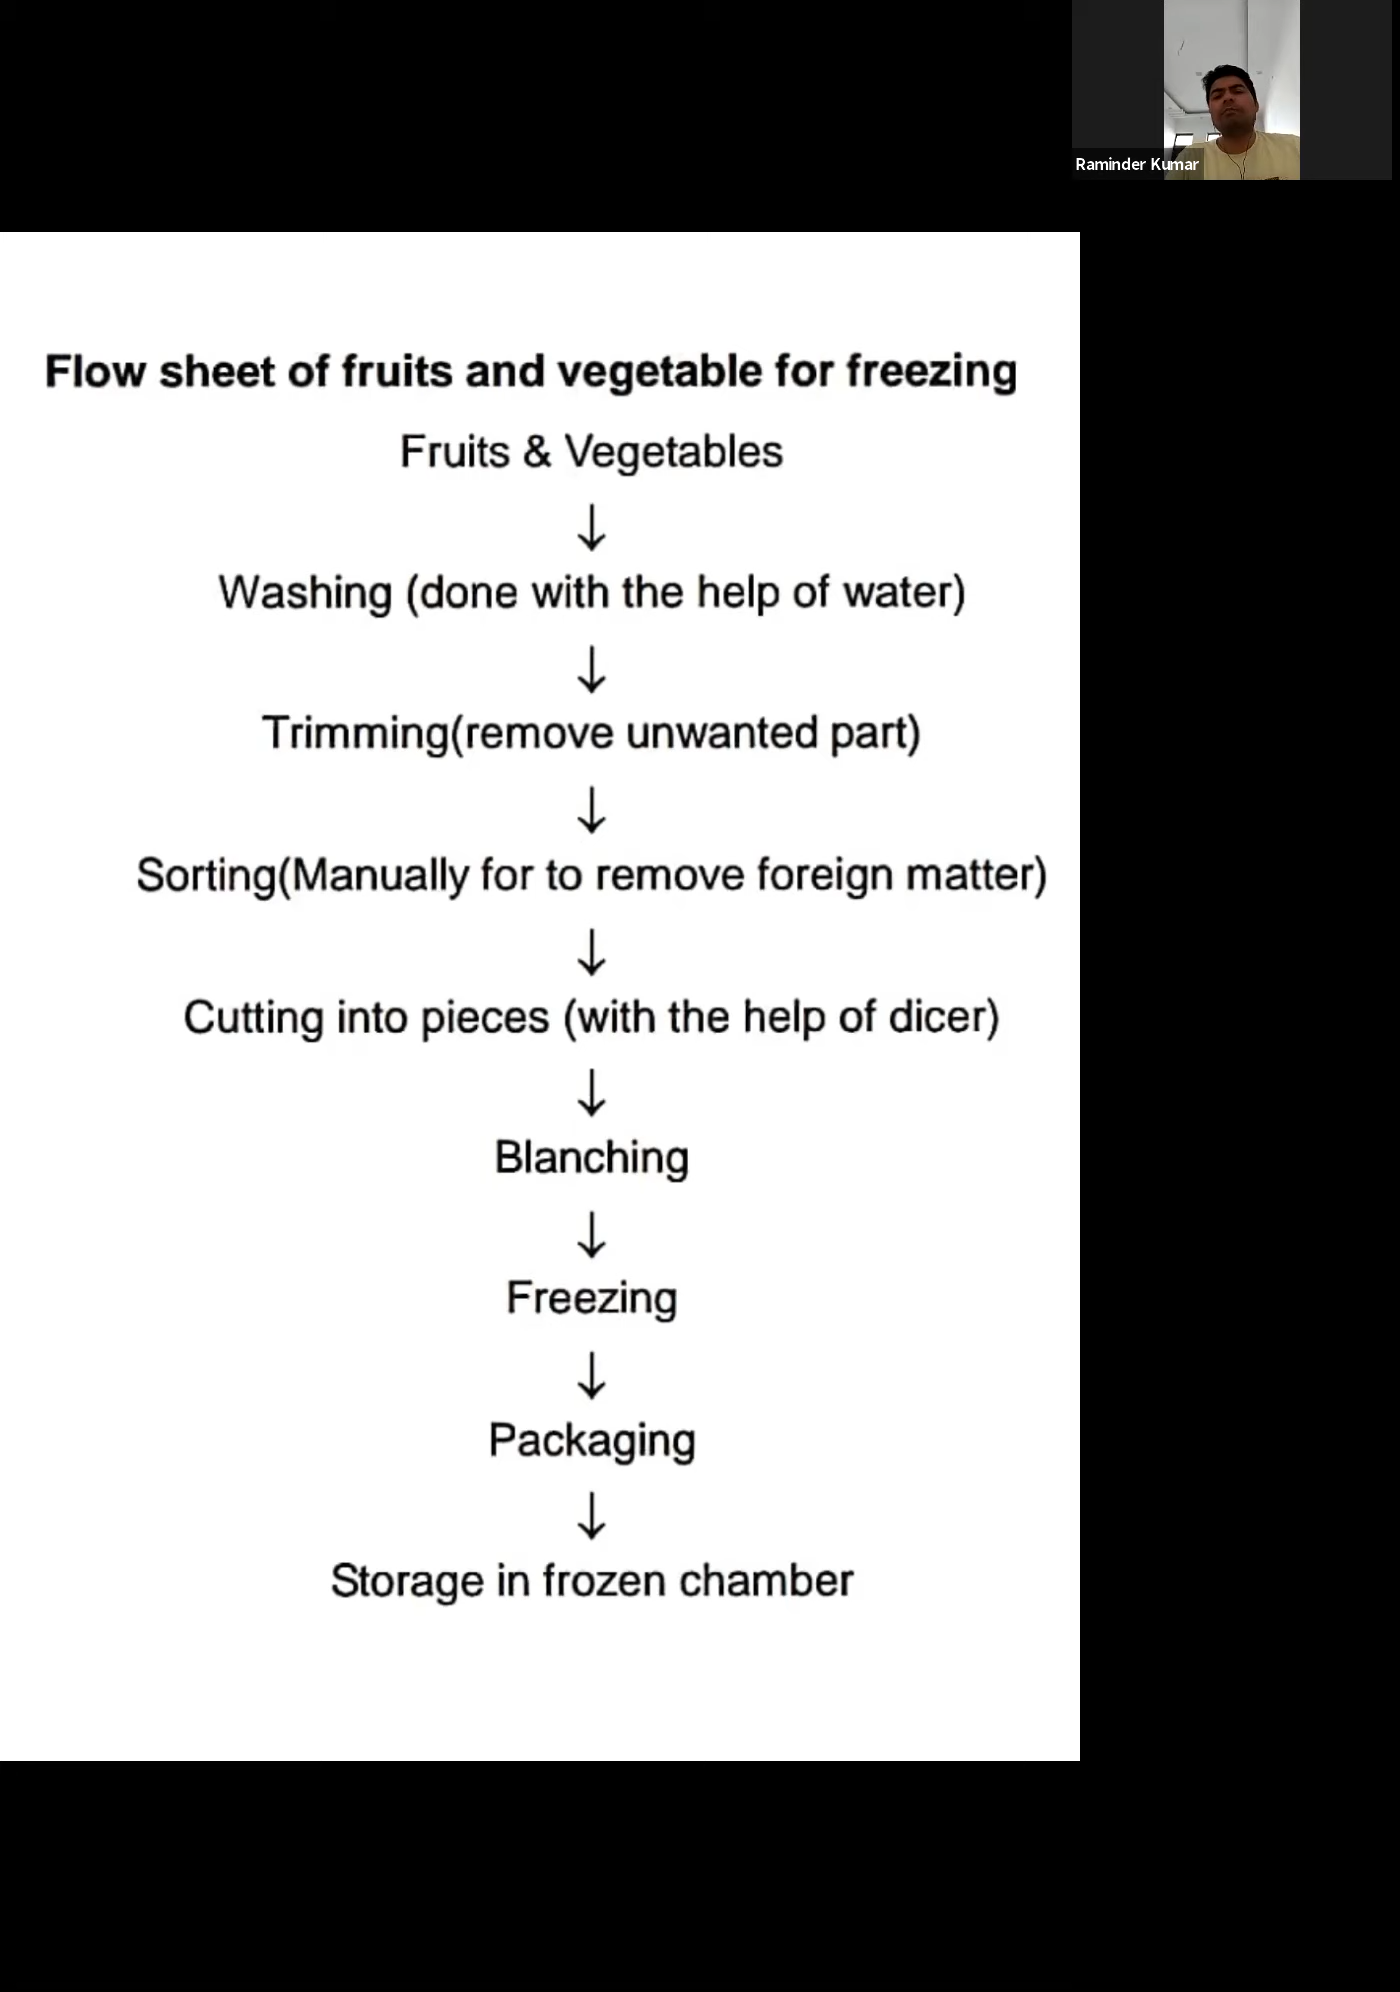 Raminder Kumar
Flow sheet of fruits and vegetable for freezing
Fruits & Vegetables
↓
Washing (done with the help of water)
↓
Trimming(remove unwanted part)
↓
Sorting(Manually for to remove foreign matter)
↓
Cutting into pieces (with the help of dicer)
↓
Blanching
↓
Freezing
↓
Packaging
↓
Storage in frozen chamber